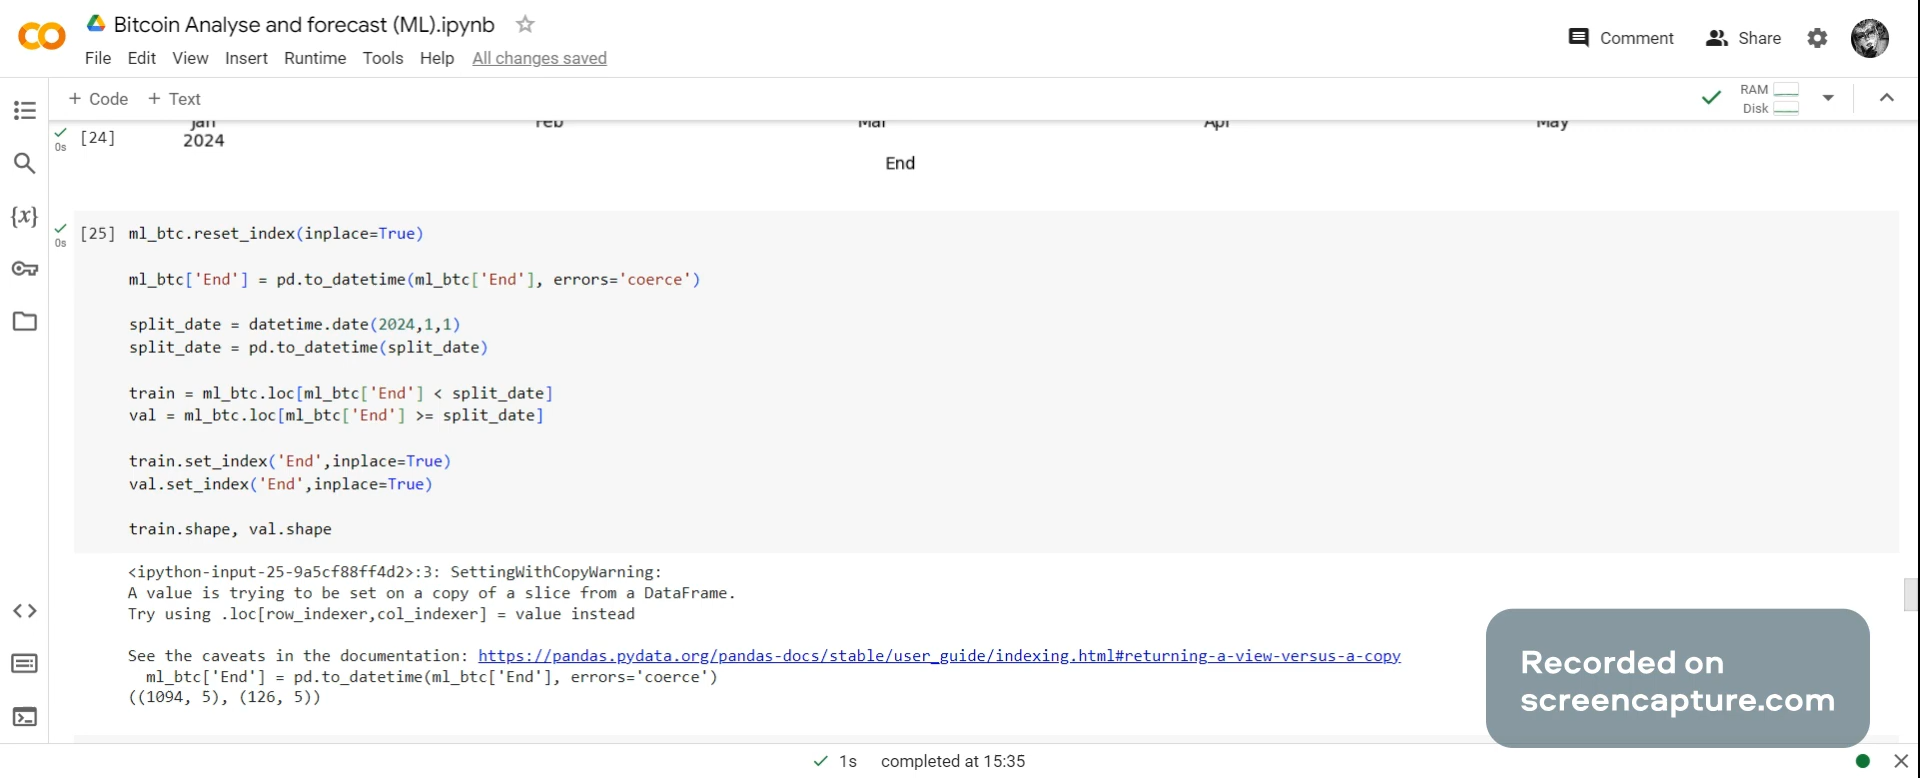 Bitcoin Analyse and forecast (ML).ipynb
File Edit View Insert Runtime Tools Help All changes saved
Comment Share
+ Code + Text
RAM
Disk
Jan Feb Mar Apr May
[24] 2024
0s
End
[25] ml_btc.reset_index(inplace=True)
0s
ml_btc['End'] = pd.to_datetime(ml_btc['End'], errors='coerce')
split_date = datetime.date(2024,1,1)
split_date = pd.to_datetime(split_date)
train = ml_btc.loc[ml_btc['End'] < split_date]
val = ml_btc.loc[ml_btc['End'] >= split_date]
train.set_index('End',inplace=True)
val.set_index('End',inplace=True)
train.shape, val.shape
<ipython-input-25-9a5cf88ff4d2>:3: SettingWithCopyWarning:
A value is trying to be set on a copy of a slice from a DataFrame.
Try using .loc[row_indexer,col_indexer] = value instead
See the caveats in the documentation: https://pandas.pydata.org/pandas-docs/stable/user_guide/indexing.html#returning-a-view-versus-a-copy
ml_btc['End'] = pd.to_datetime(ml_btc['End'], errors='coerce')
((1094, 5), (126, 5))
Recorded on
screencapture.com
1s completed at 15:35